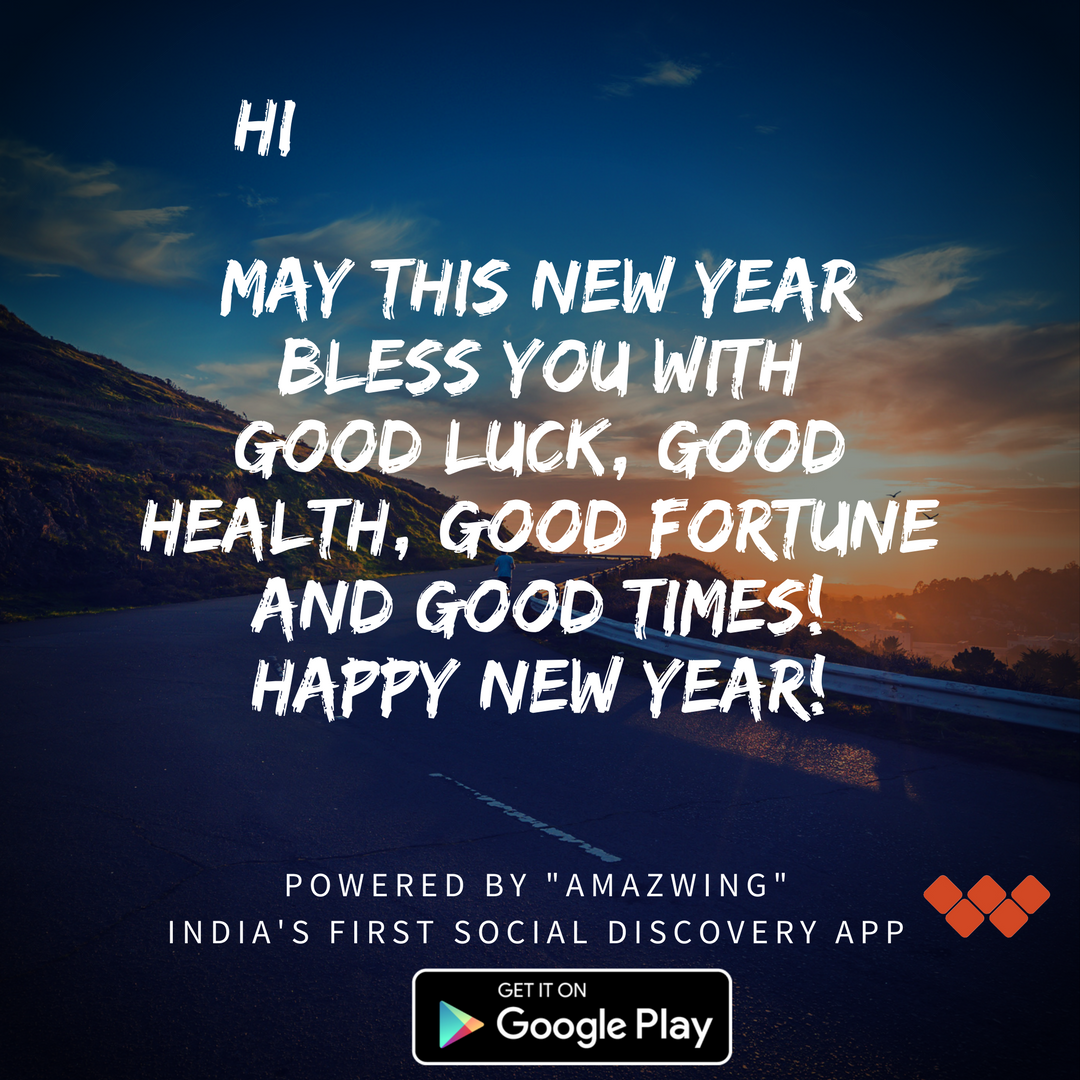 HI
MAY THIS NEW YEAR
BLESS YOU WITH
GOOD LUCK, GOOD
HEALTH, GOOD FORTUNE
AND GOOD TIMES!
HAPPY NEW YEAR!
POWERED BY "AMAZWING"
INDIA'S FIRST SOCIAL DISCOVERY APP
GET IT ON
Google Play